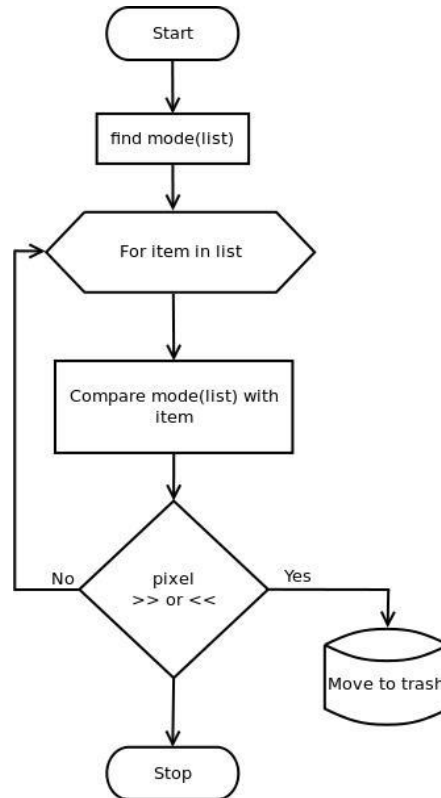 Start
find mode(list)
For item in list
Compare mode(list) with
item
No
pixel
>> or <<
Yes
Move to trash
Stop